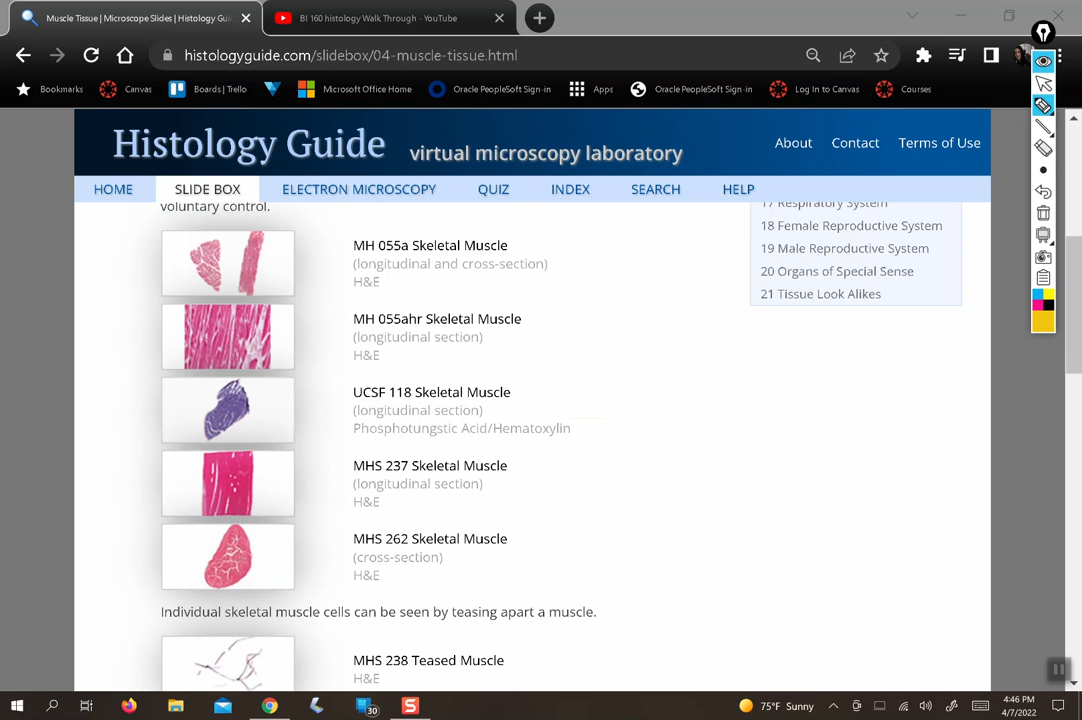 Muscle Tissue | Microscope Slides | Histology Gui
BI 160 histology Walk Through - YouTube
histologyguide.com/slidebox/04-muscle-tissue.html
Bookmarks Canvas Boards | Trello Microsoft Office Home Oracle PeopleSoft Sign-in Apps Oracle PeopleSoft Sign-in Log In to Canvas Courses
Histology Guide virtual microscopy laboratory
About Contact Terms of Use
HOME SLIDE BOX ELECTRON MICROSCOPY QUIZ INDEX SEARCH HELP
voluntary control.
17 Respiratory System
18 Female Reproductive System
19 Male Reproductive System
20 Organs of Special Sense
21 Tissue Look Alikes
MH 055a Skeletal Muscle
(longitudinal and cross-section)
H&E
MH 055ahr Skeletal Muscle
(longitudinal section)
H&E
UCSF 118 Skeletal Muscle
(longitudinal section)
Phosphotungstic Acid/Hematoxylin
MHS 237 Skeletal Muscle
(longitudinal section)
H&E
MHS 262 Skeletal Muscle
(cross-section)
H&E
Individual skeletal muscle cells can be seen by teasing apart a muscle.
MHS 238 Teased Muscle
H&E
30
75°F Sunny
4:46 PM
4/7/2022